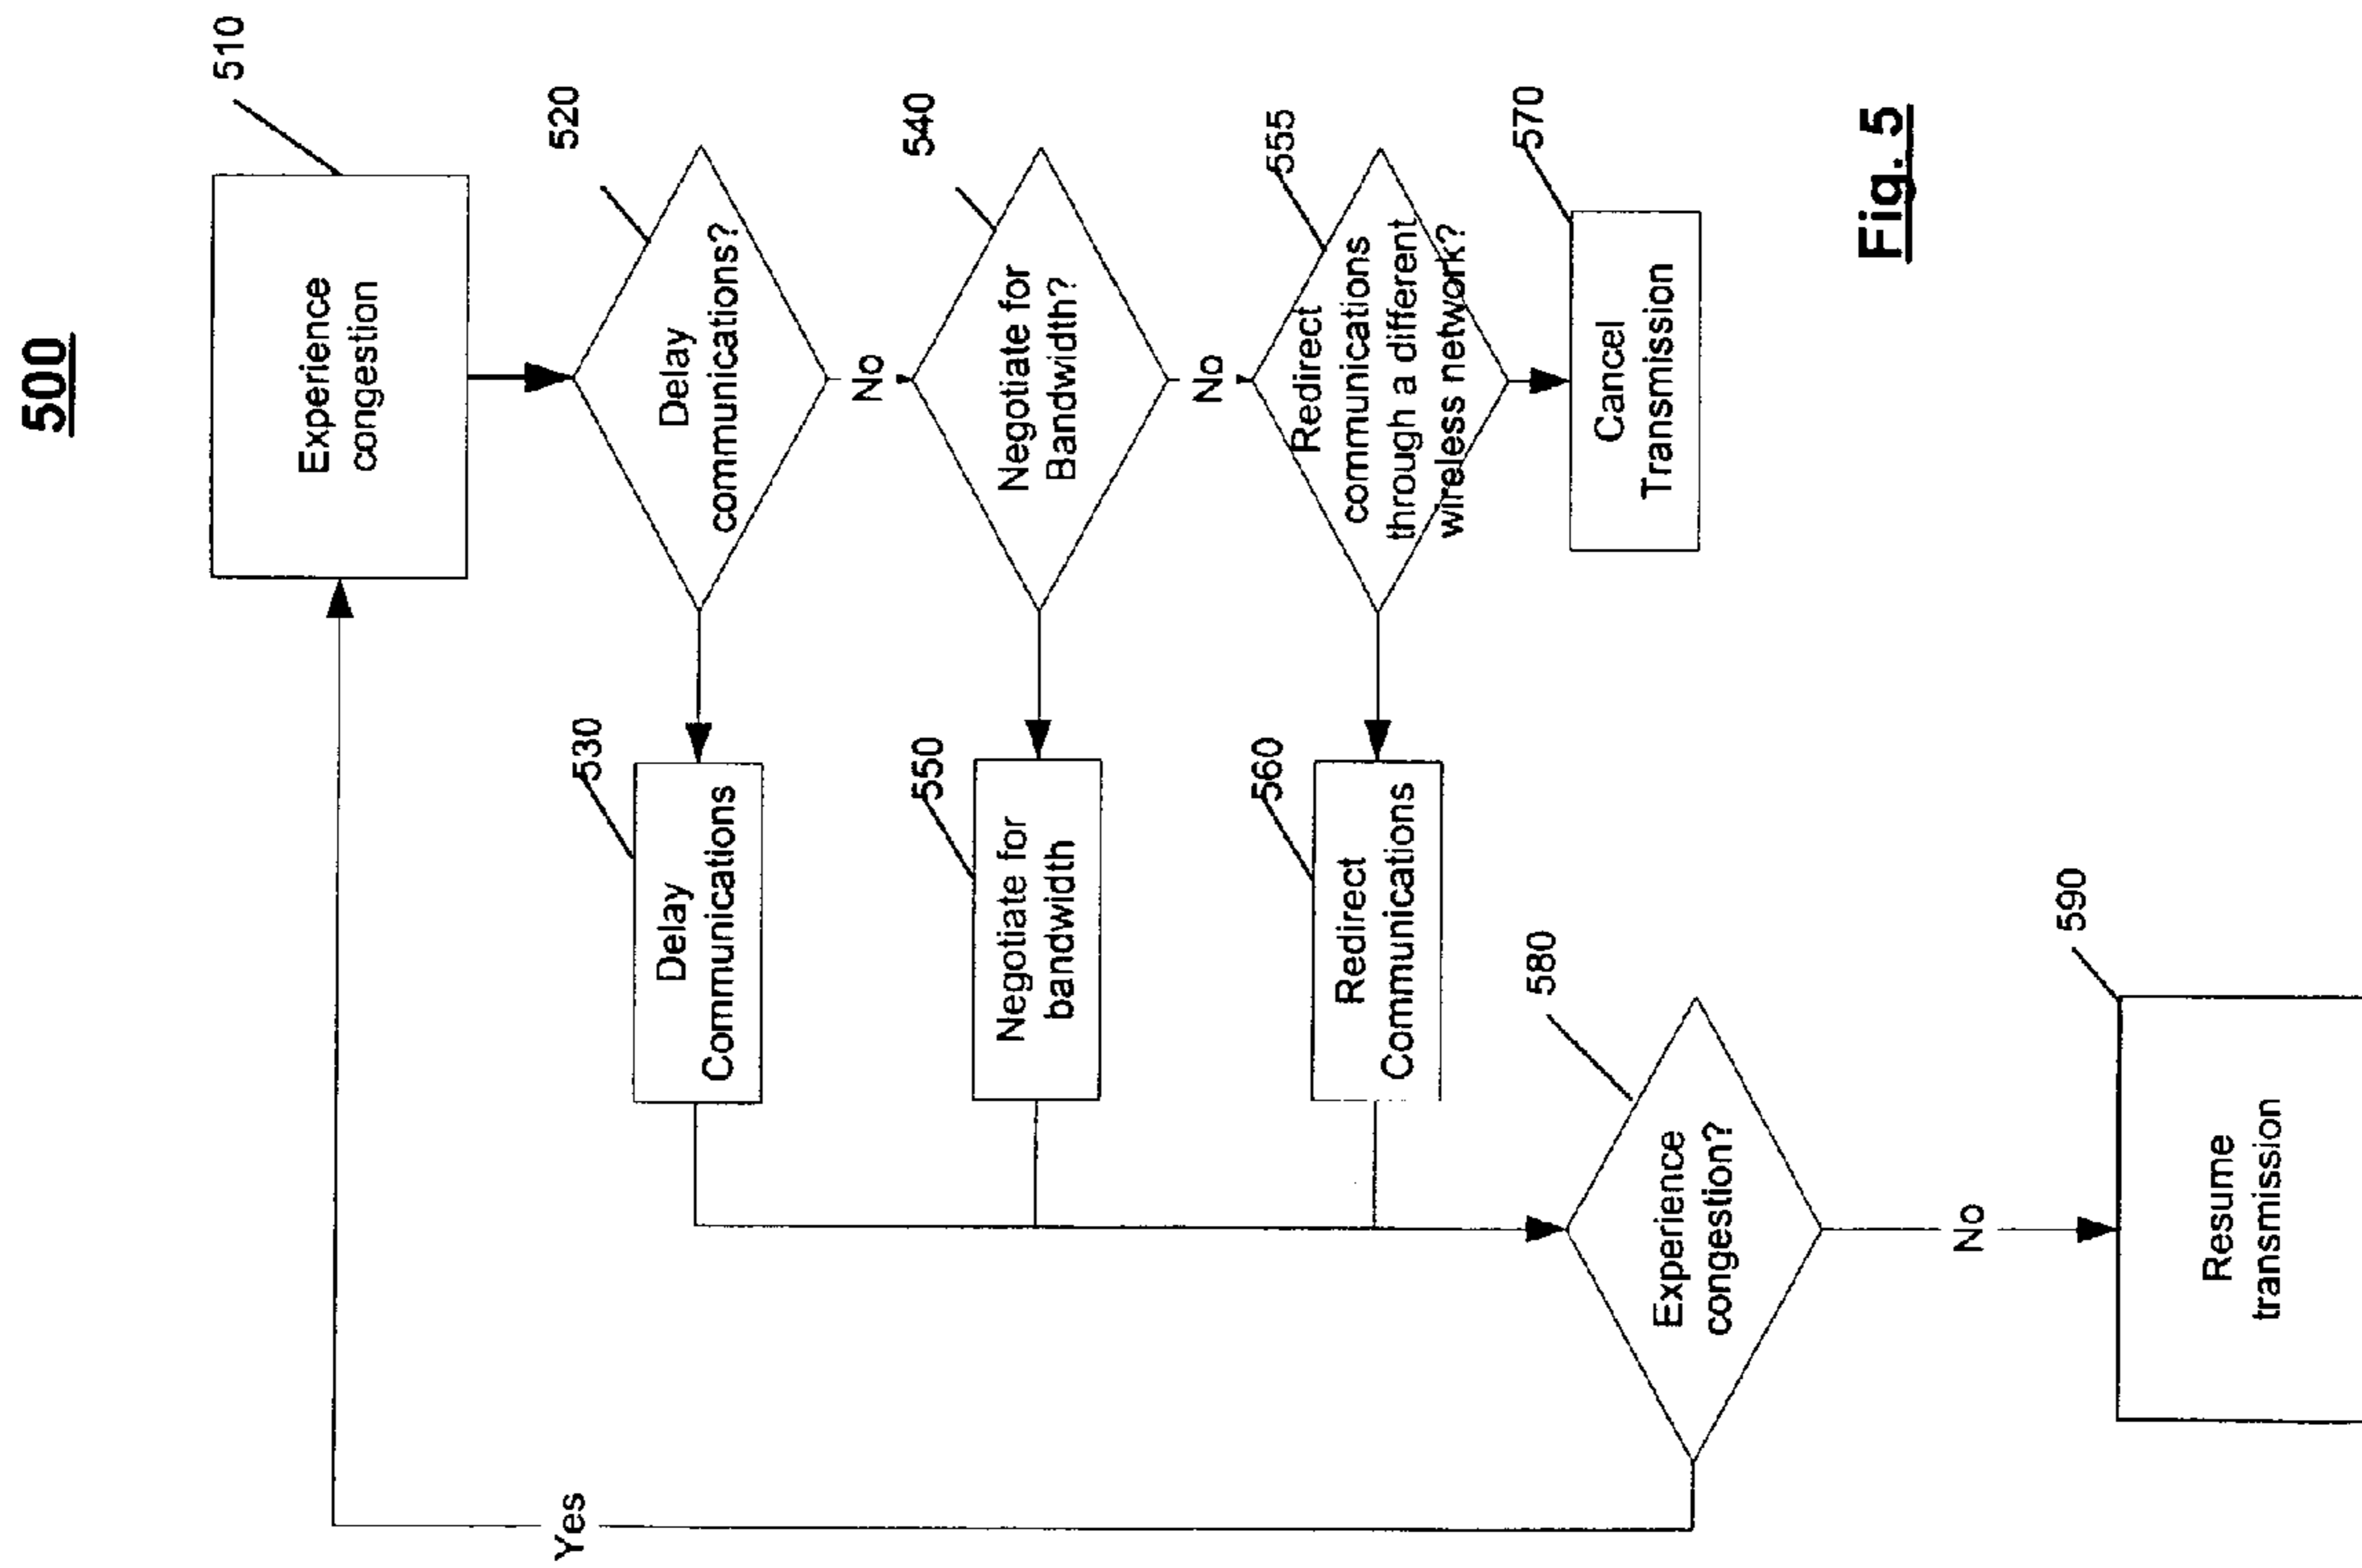 500
510
Experience
congestion
520
Delay
communications?
No
530
Delay
Communications
540
Negotiate for
Bandwidth?
No
550
Negotiate for
bandwidth
555
Redirect
communications
through a different
wireless network?
560
Redirect
Communications
570
Cancel
Transmission
580
Experience
congestion?
Yes
No
590
Resume
transmission
Fig. 5